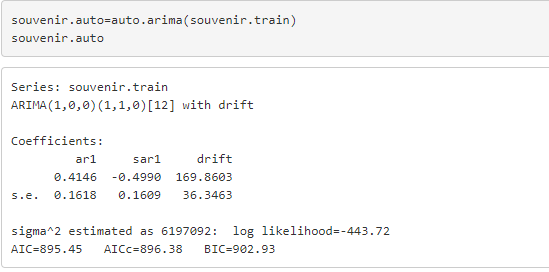 souvenir.auto=auto.arima(souvenir.train)
souvenir.auto
Series: souvenir.train
ARIMA(1,0,0)(1,1,0)[12] with drift
Coefficients:
ar1 sar1 drift
0.4146 -0.4990 169.8603
s.e. 0.1618 0.1609 36.3463
sigma^2 estimated as 6197092: log likelihood=-443.72
AIC=895.45 AICc=896.38 BIC=902.93